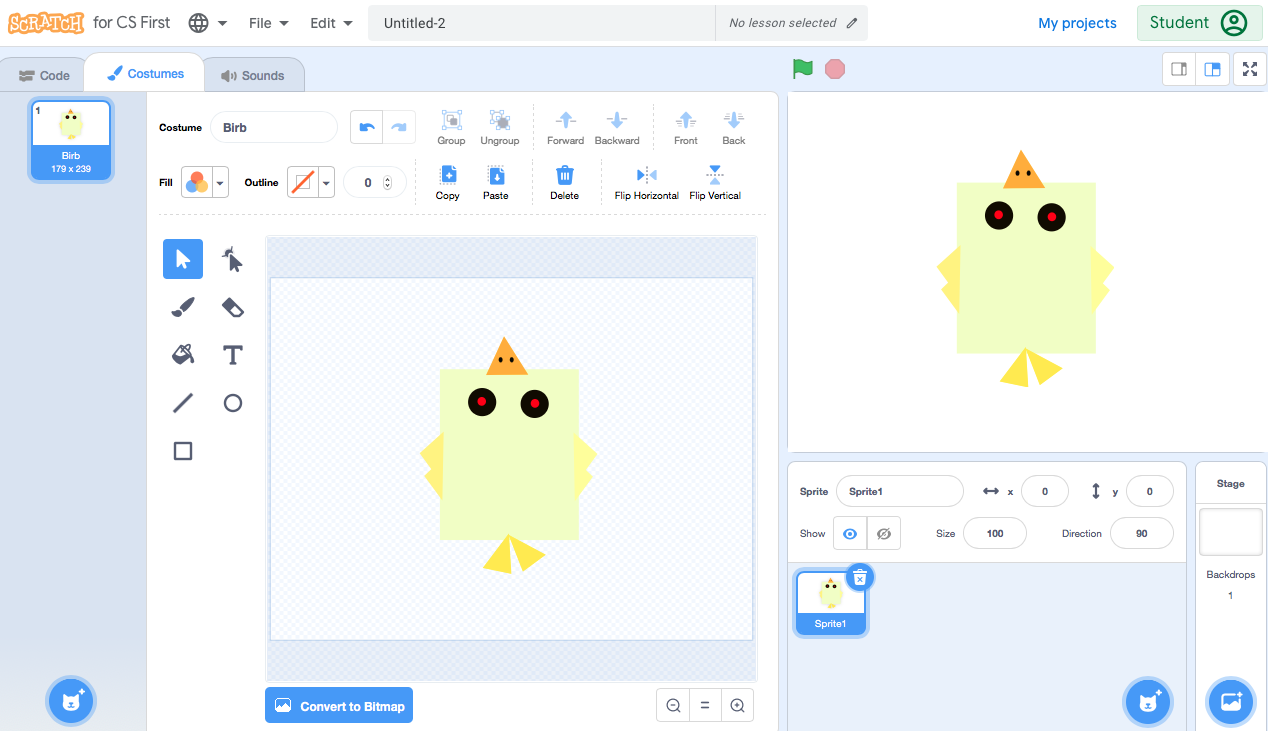 SCRATCH for CS First File Edit Untitled-2 No lesson selected My projects Student
Code Costumes Sounds
1
Birb
179 x 239
Costume Birb
Group Ungroup Forward Backward Front Back
Fill Outline 0
Copy Paste Delete Flip Horizontal Flip Vertical
T
Convert to Bitmap
=
Sprite Sprite1 x 0 y 0
Show Size 100 Direction 90
Sprite1
Stage
Backdrops
1